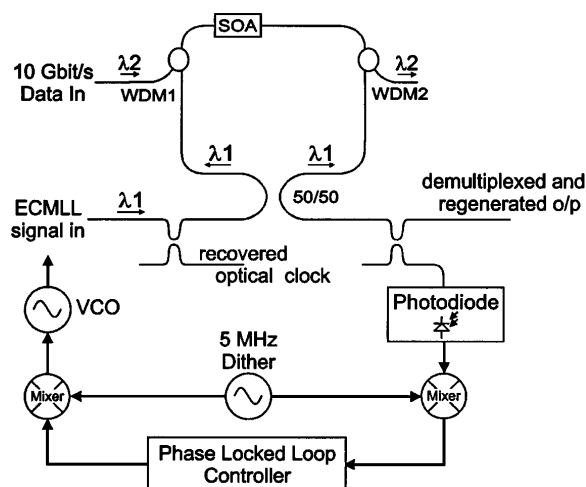 SOA
λ2
λ2
10 Gbit/s
Data In
WDM1
WDM2
λ1
λ1
λ1
50/50
demultiplexed and
regenerated o/p
ECMLL
signal in
recovered
optical clock
VCO
Photodiode
5 MHz
Dither
Mixer
Mixer
Phase Locked Loop
Controller